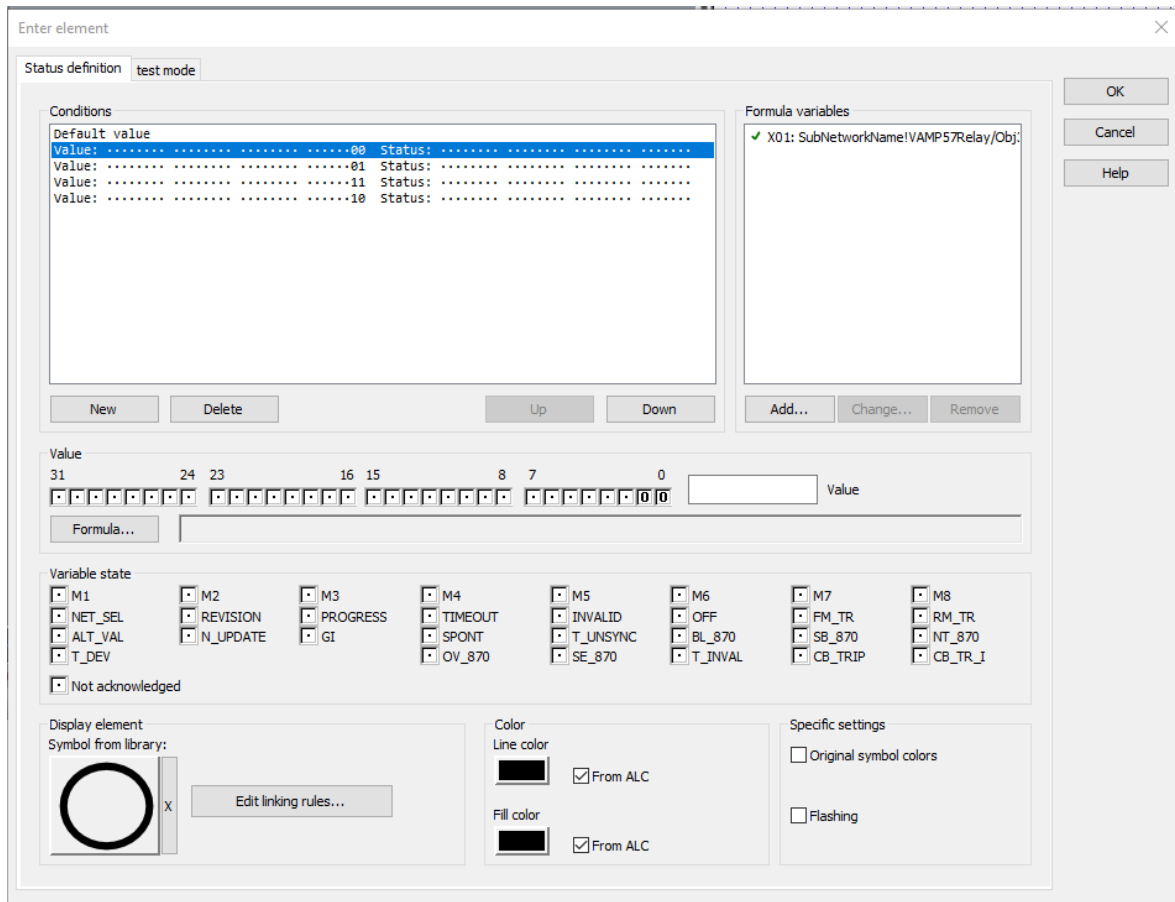 Enter element
Status definition test mode
OK
Cancel
Help
Conditions
Default value
Value: ········ ········ ········ ······00 Status: ········ ········ ········ ·······
Value: ········ ········ ········ ······01 Status: ········ ········ ········ ·······
Value: ········ ········ ········ ······11 Status: ········ ········ ········ ·······
Value: ········ ········ ········ ······10 Status: ········ ········ ········ ·······
New Delete Up Down
Formula variables
X01: SubNetworkName!VAMP57Relay/Obj.
Add... Change... Remove
Value
31 24 23 16 15 8 7 0
0 0 Value
Formula...
Variable state
M1 M2 M3 M4 M5 M6 M7 M8
NET_SEL REVISION PROGRESS TIMEOUT INVALID OFF FM_TR RM_TR
ALT_VAL N_UPDATE GI SPONT T_UNSYNC BL_870 SB_870 NT_870
T_DEV OV_870 SE_870 T_INVAL CB_TRIP CB_TR_I
Not acknowledged
Display element
Symbol from library:
X
Edit linking rules...
Color
Line color
From ALC
Fill color
From ALC
Specific settings
Original symbol colors
Flashing